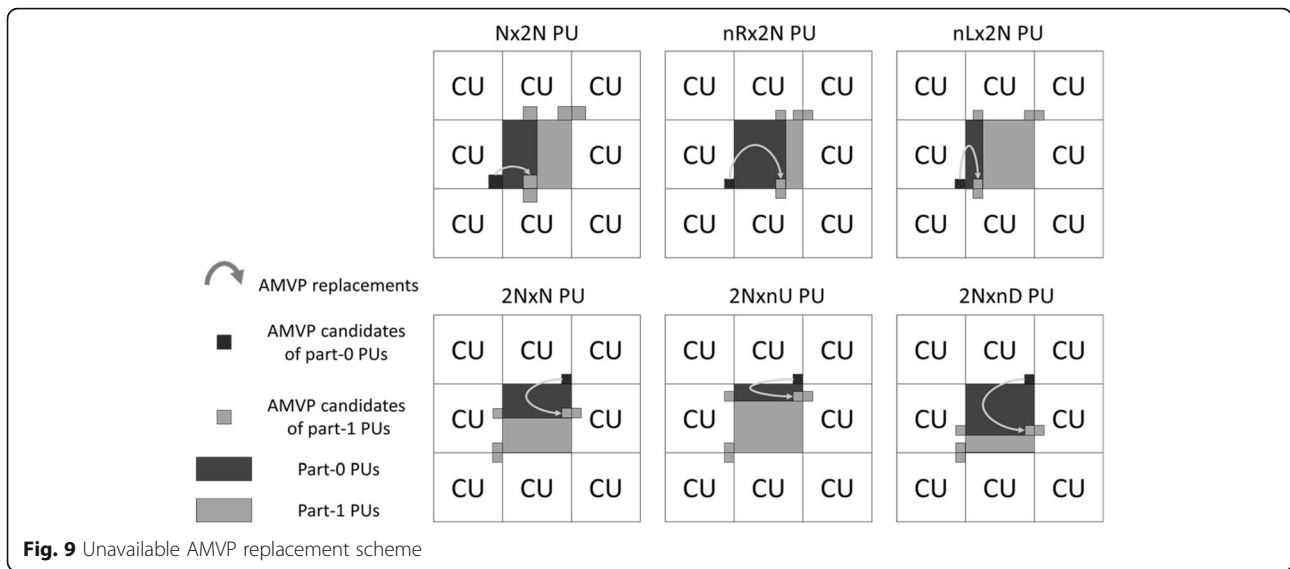 Nx2N PU
nRx2N PU
nLx2N PU
CU CU CU
CU CU CU
CU CU CU
CU CU
CU CU
CU CU
CU CU CU
CU CU CU
CU CU CU
AMVP replacements
AMVP candidates
of part-0 PUs
AMVP candidates
of part-1 PUs
Part-0 PUs
Part-1 PUs
2NxN PU
2NxnU PU
2NxnD PU
CU CU CU
CU CU CU
CU CU CU
CU CU
CU CU
CU CU
CU CU CU
CU CU CU
CU CU CU
Fig. 9 Unavailable AMVP replacement scheme